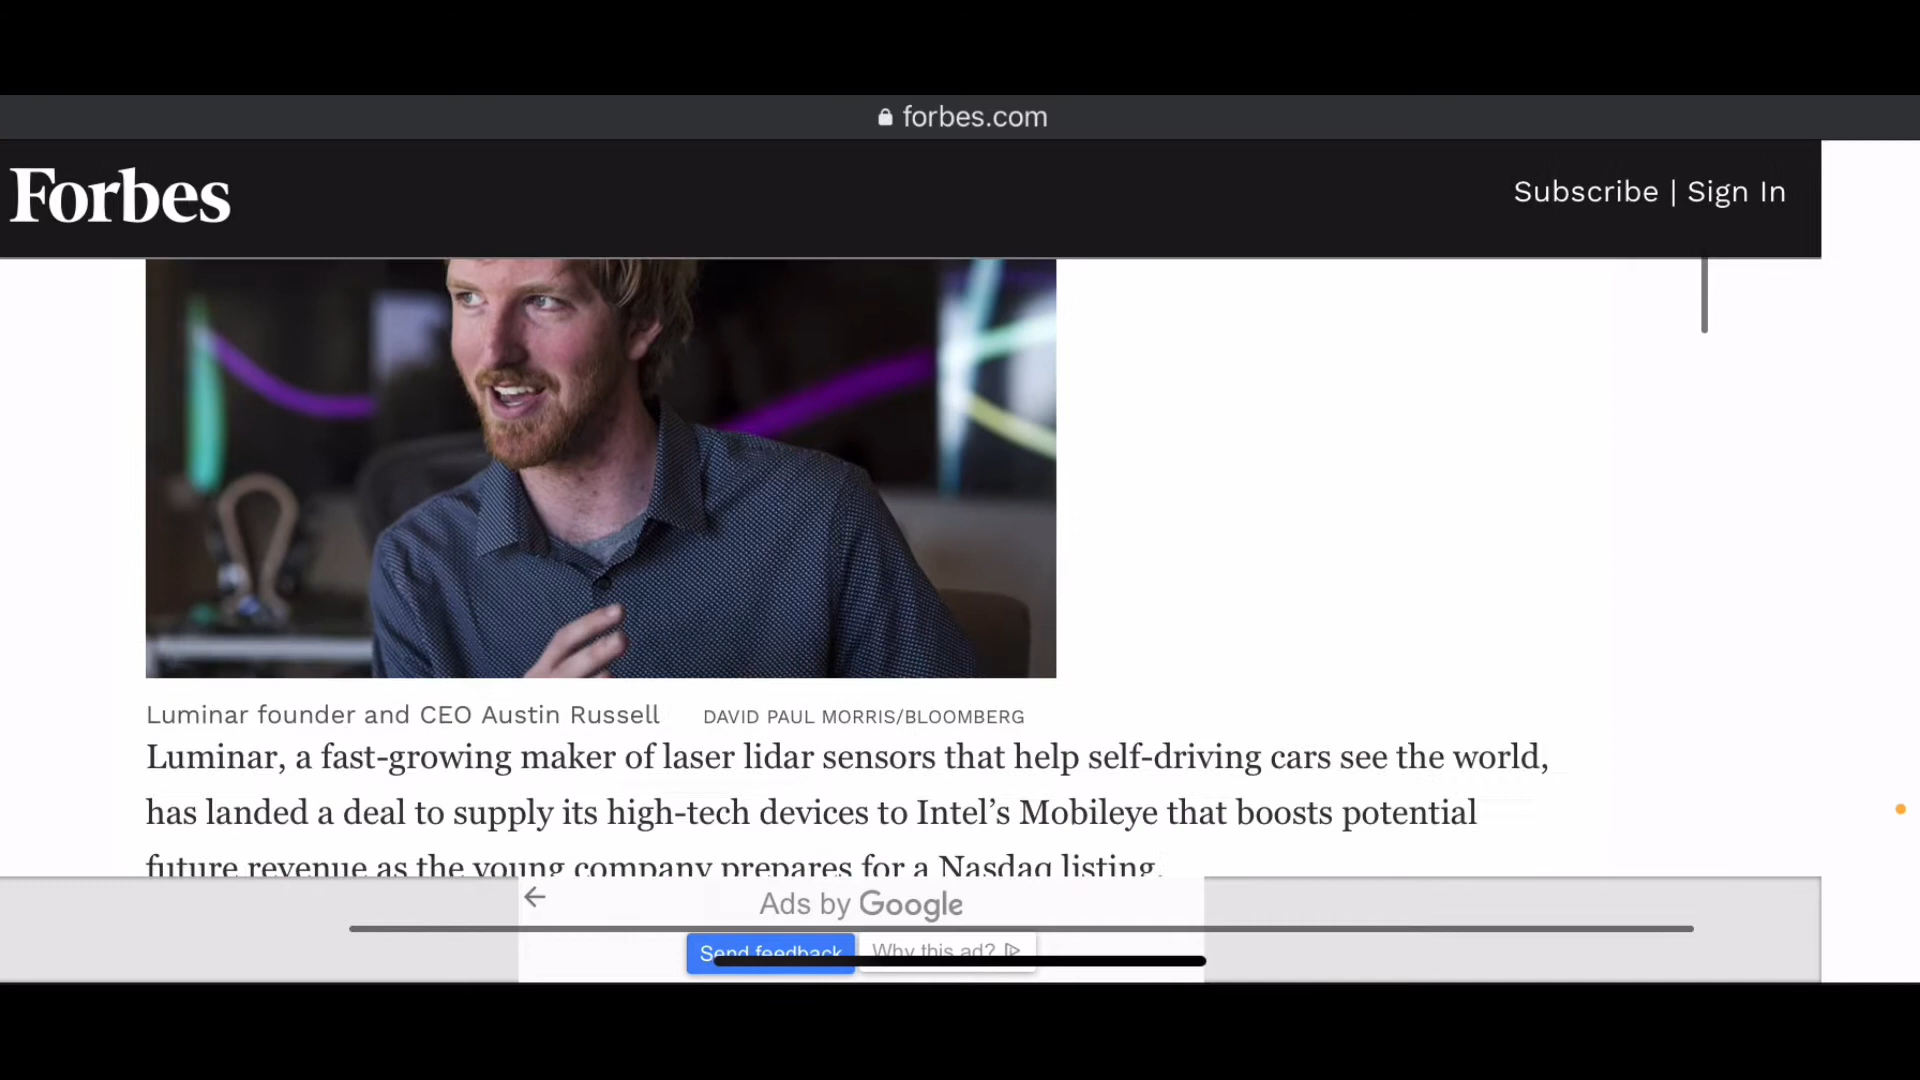 forbes.com
Forbes
Subscribe | Sign In
Luminar founder and CEO Austin Russell DAVID PAUL MORRIS/BLOOMBERG
Luminar, a fast-growing maker of laser lidar sensors that help self-driving cars see the world,
has landed a deal to supply its high-tech devices to Intel’s Mobileye that boosts potential
future revenue as the young company prepares for a Nasdaq listing.
Ads by Google
Send feedback
Why this ad?